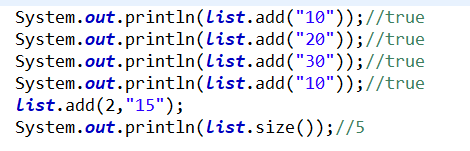 System.out.println(list.add("10"));//true
System.out.println(list.add("20"));//true
System.out.println(list.add("30"));//true
System.out.println(list.add("10"));//true
list.add(2,"15");
System.out.println(list.size());//5